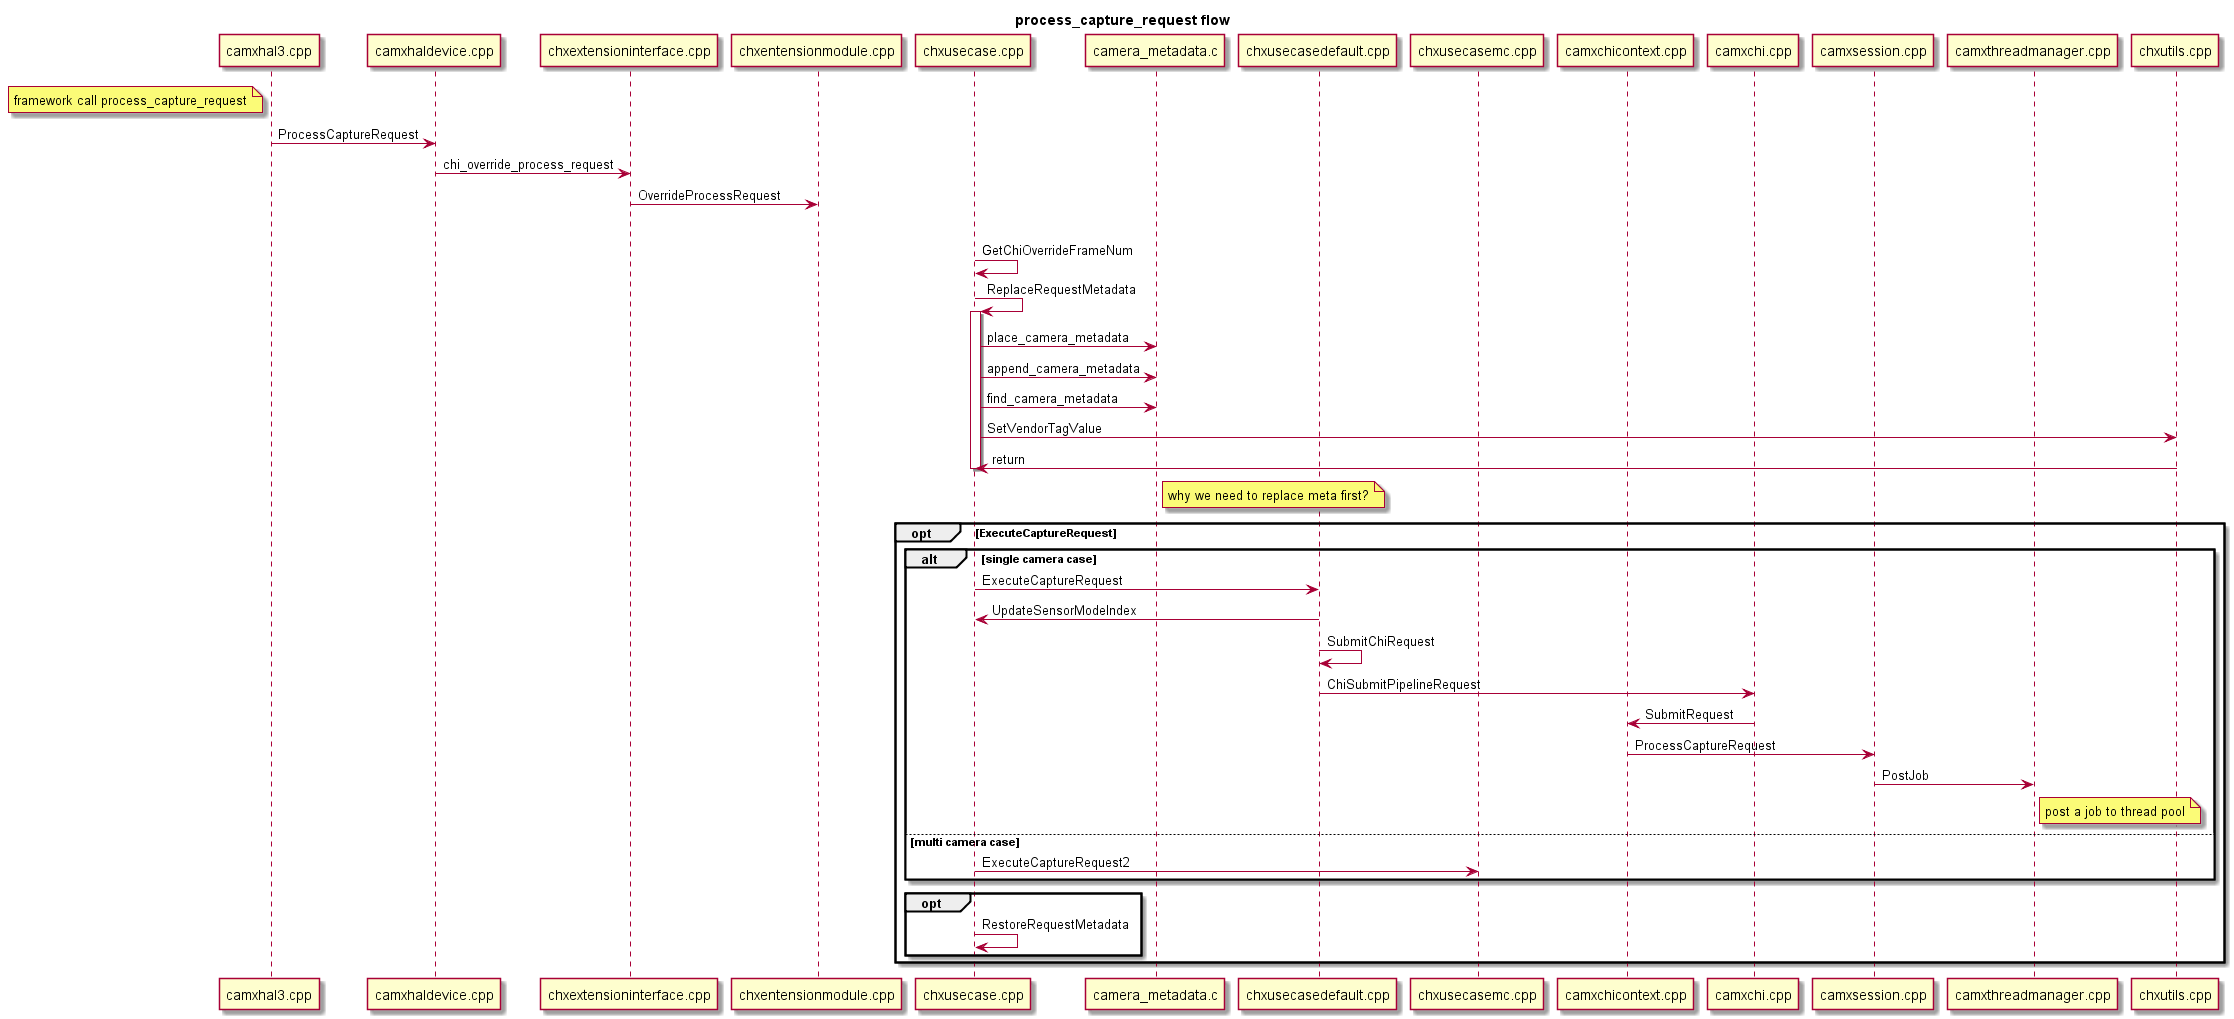 process_capture_request flow
camxhal3.cpp
camxhaldevice.cpp
chxextensioninterface.cpp
chxentensionmodule.cpp
chxusecase.cpp
camera_metadata.c
chxusecasedefault.cpp
chxusecasemc.cpp
camxchicontext.cpp
camxchi.cpp
camxsession.cpp
camxthreadmanager.cpp
chxutils.cpp
framework call process_capture_request
ProcessCaptureRequest
chi_override_process_request
OverrideProcessRequest
GetChiOverrideFrameNum
ReplaceRequestMetadata
place_camera_metadata
append_camera_metadata
find_camera_metadata
SetVendorTagValue
return
why we need to replace meta first?
opt [ExecuteCaptureRequest]
alt [single camera case]
ExecuteCaptureRequest
UpdateSensorModeIndex
SubmitChiRequest
ChiSubmitPipelineRequest
SubmitRequest
ProcessCaptureRequest
PostJob
post a job to thread pool
[multi camera case]
ExecuteCaptureRequest2
opt
RestoreRequestMetadata
camxhal3.cpp
camxhaldevice.cpp
chxextensioninterface.cpp
chxentensionmodule.cpp
chxusecase.cpp
camera_metadata.c
chxusecasedefault.cpp
chxusecasemc.cpp
camxchicontext.cpp
camxchi.cpp
camxsession.cpp
camxthreadmanager.cpp
chxutils.cpp